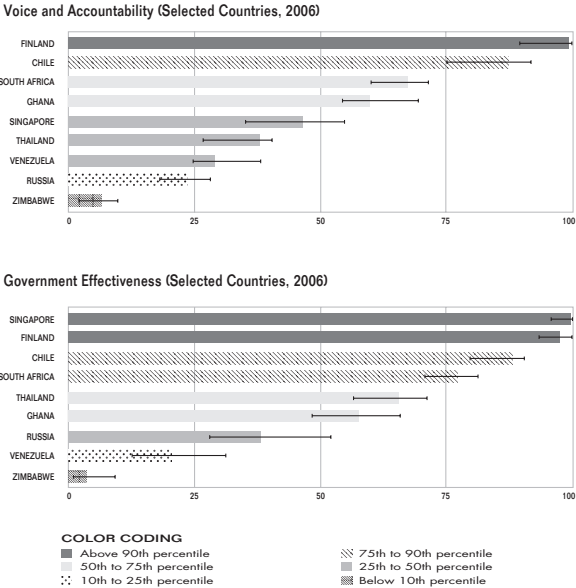 Voice and Accountability (Selected Countries, 2006)
FINLAND
CHILE
SOUTH AFRICA
GHANA
SINGAPORE
THAILAND
VENEZUELA
RUSSIA
ZIMBABWE
0 25 50 75 100
Government Effectiveness (Selected Countries, 2006)
SINGAPORE
FINLAND
CHILE
SOUTH AFRICA
THAILAND
GHANA
RUSSIA
VENEZUELA
ZIMBABWE
0 25 50 75 100
COLOR CODING
Above 90th percentile 75th to 90th percentile
50th to 75th percentile 25th to 50th percentile
10th to 25th percentile Below 10th percentile